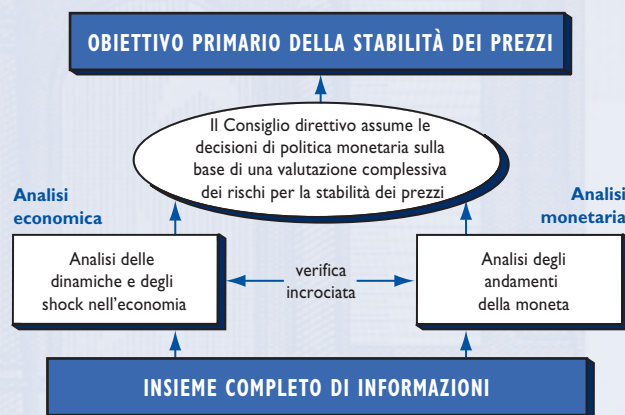 OBIETTIVO PRIMARIO DELLA STABILITÀ DEI PREZZI
Il Consiglio direttivo assume le
decisioni di politica monetaria sulla
base di una valutazione complessiva
dei rischi per la stabilità dei prezzi
Analisi
economica
Analisi
monetaria
Analisi delle
dinamiche e degli
shock nell'economia
verifica
incrociata
Analisi degli
andamenti
della moneta
INSIEME COMPLETO DI INFORMAZIONI